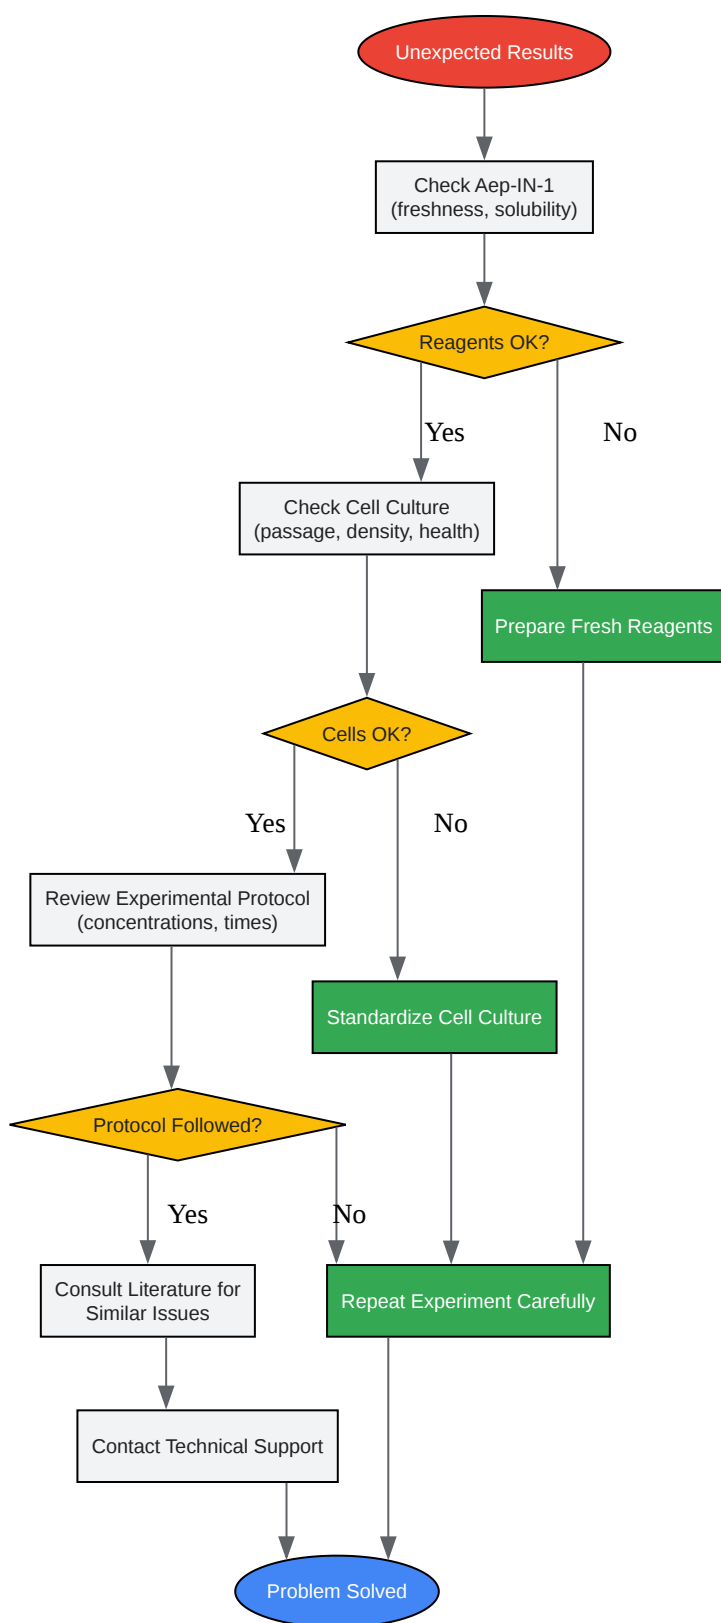 Unexpected Results
Check Aep-IN-1
(freshness, solubility)
Reagents OK?
Yes
No
Check Cell Culture
(passage, density, health)
Prepare Fresh Reagents
Cells OK?
Yes
No
Review Experimental Protocol
(concentrations, times)
Standardize Cell Culture
Protocol Followed?
Yes
No
Consult Literature for
Similar Issues
Repeat Experiment Carefully
Contact Technical Support
Problem Solved